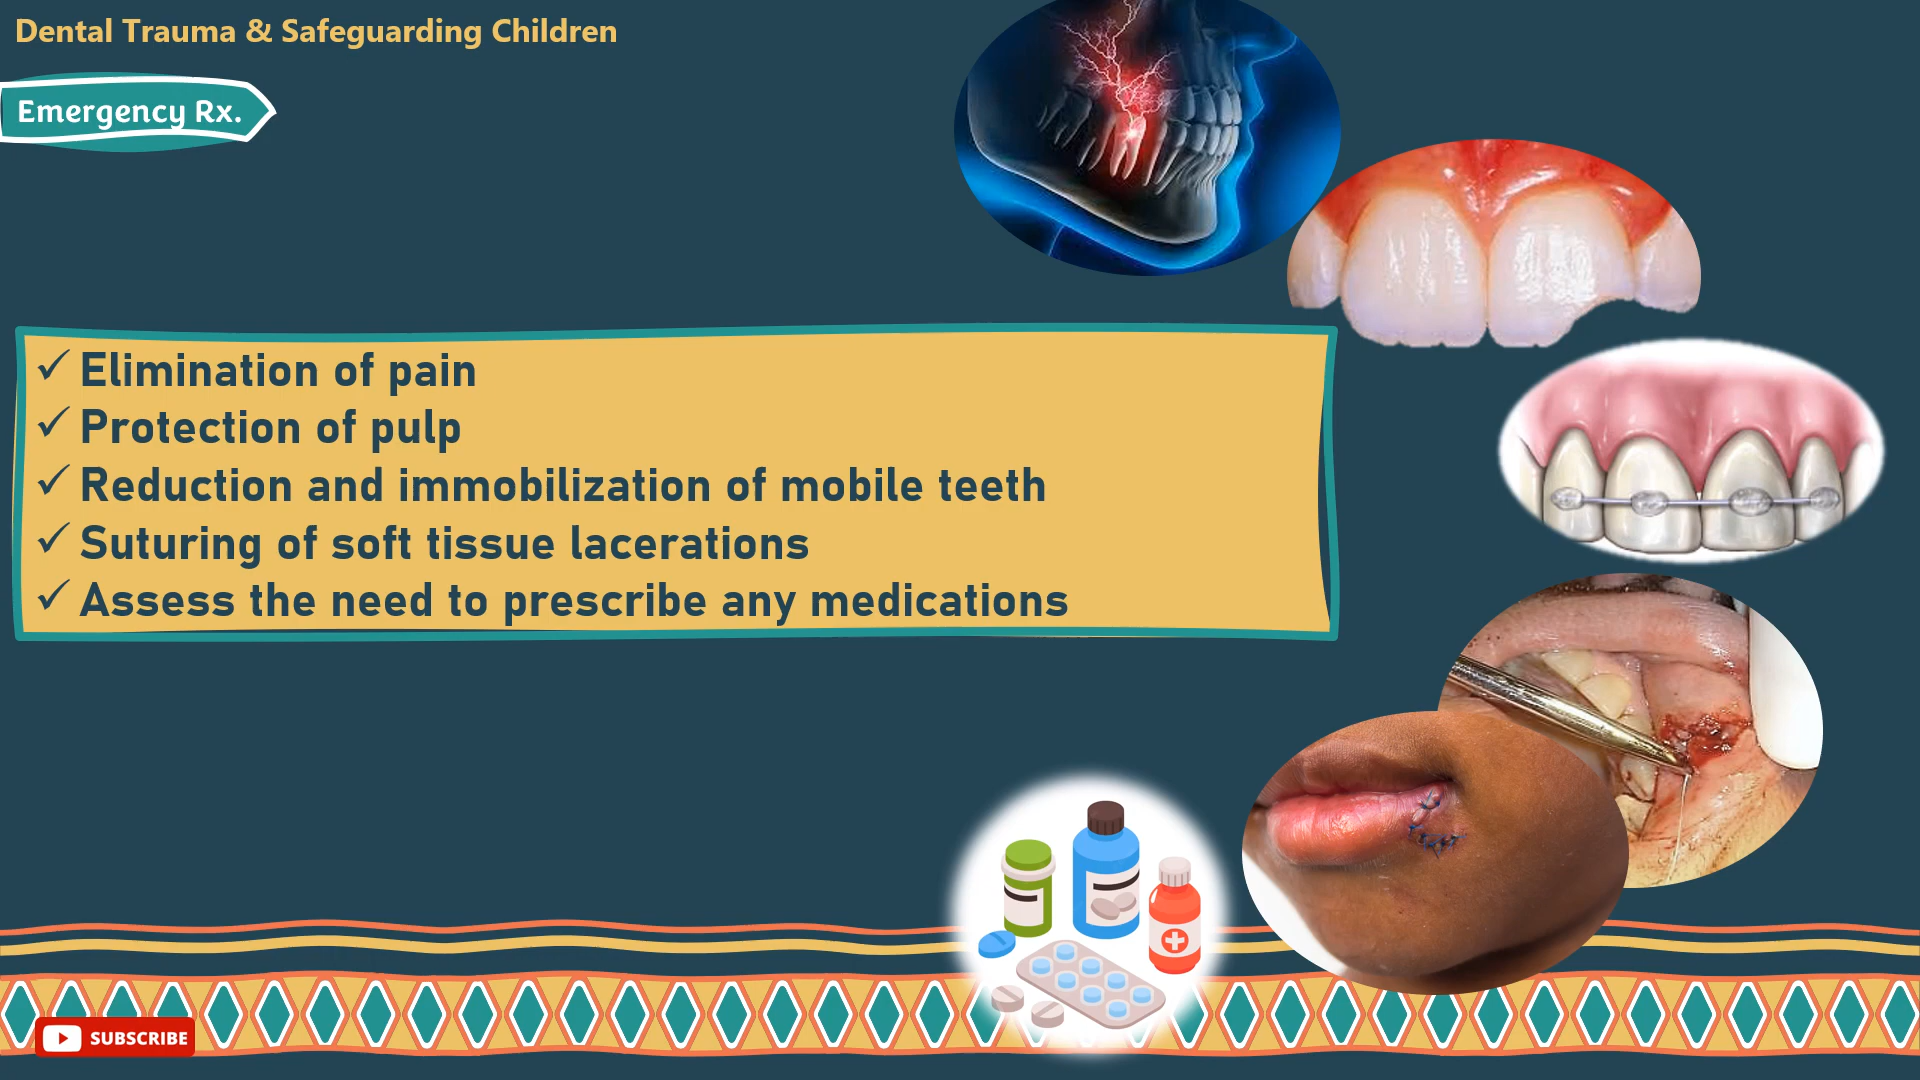 Dental Trauma & Safeguarding Children
Emergency Rx.
✓ Elimination of pain
✓ Protection of pulp
✓ Reduction and immobilization of mobile teeth
✓ Suturing of soft tissue lacerations
✓ Assess the need to prescribe any medications
SUBSCRIBE